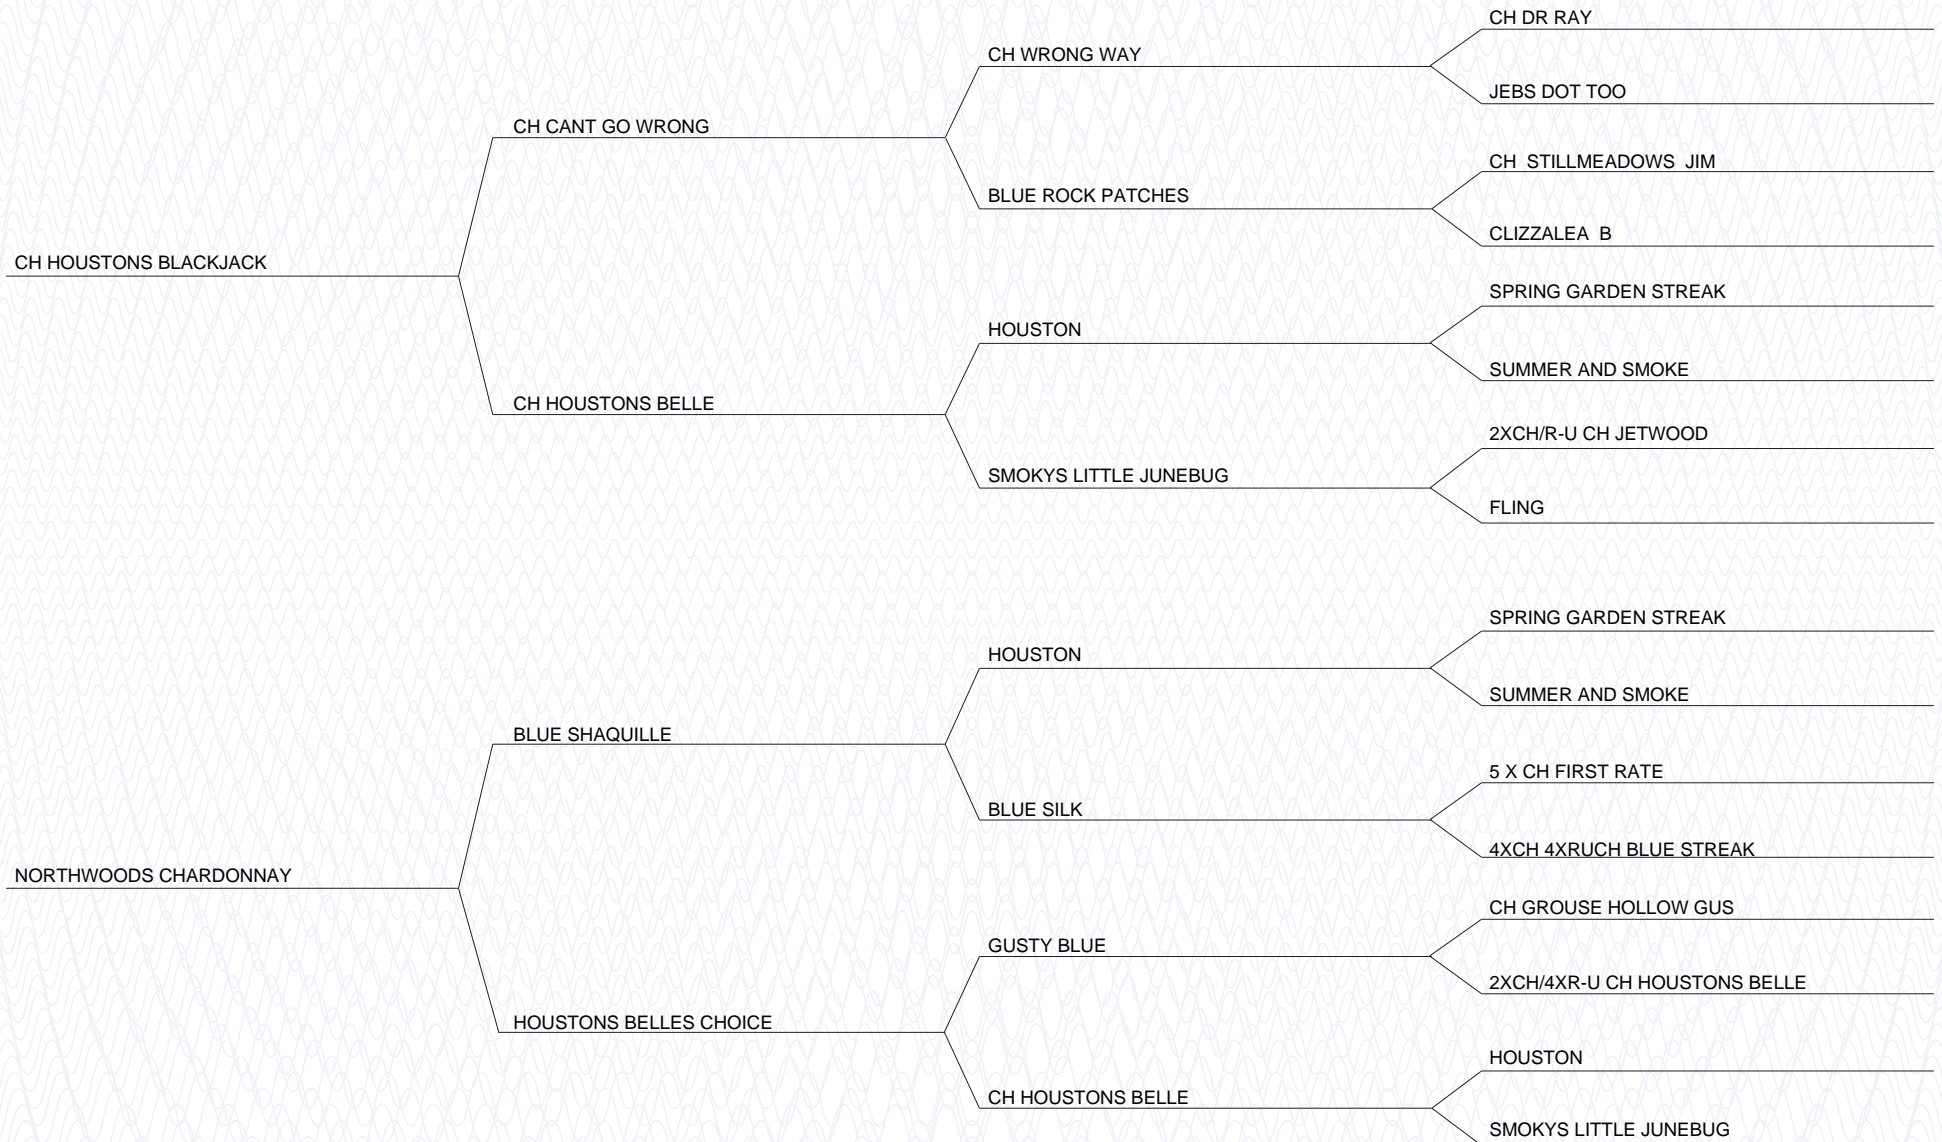 CH DR RAY
CH WRONG WAY
JEBS DOT TOO
CH CANT GO WRONG
CH  STILLMEADOWS  JIM
BLUE ROCK PATCHES
CLIZZALEA  B
CH HOUSTONS BLACKJACK
SPRING GARDEN STREAK
HOUSTON
SUMMER AND SMOKE
CH HOUSTONS BELLE
2XCH/R-U CH JETWOOD
SMOKYS LITTLE JUNEBUG
FLING
SPRING GARDEN STREAK
HOUSTON
SUMMER AND SMOKE
BLUE SHAQUILLE
5 X CH FIRST RATE
BLUE SILK
4XCH 4XRUCH BLUE STREAK
NORTHWOODS CHARDONNAY
CH GROUSE HOLLOW GUS
GUSTY BLUE
2XCH/4XR-U CH HOUSTONS BELLE
HOUSTONS BELLES CHOICE
HOUSTON
CH HOUSTONS BELLE
SMOKYS LITTLE JUNEBUG